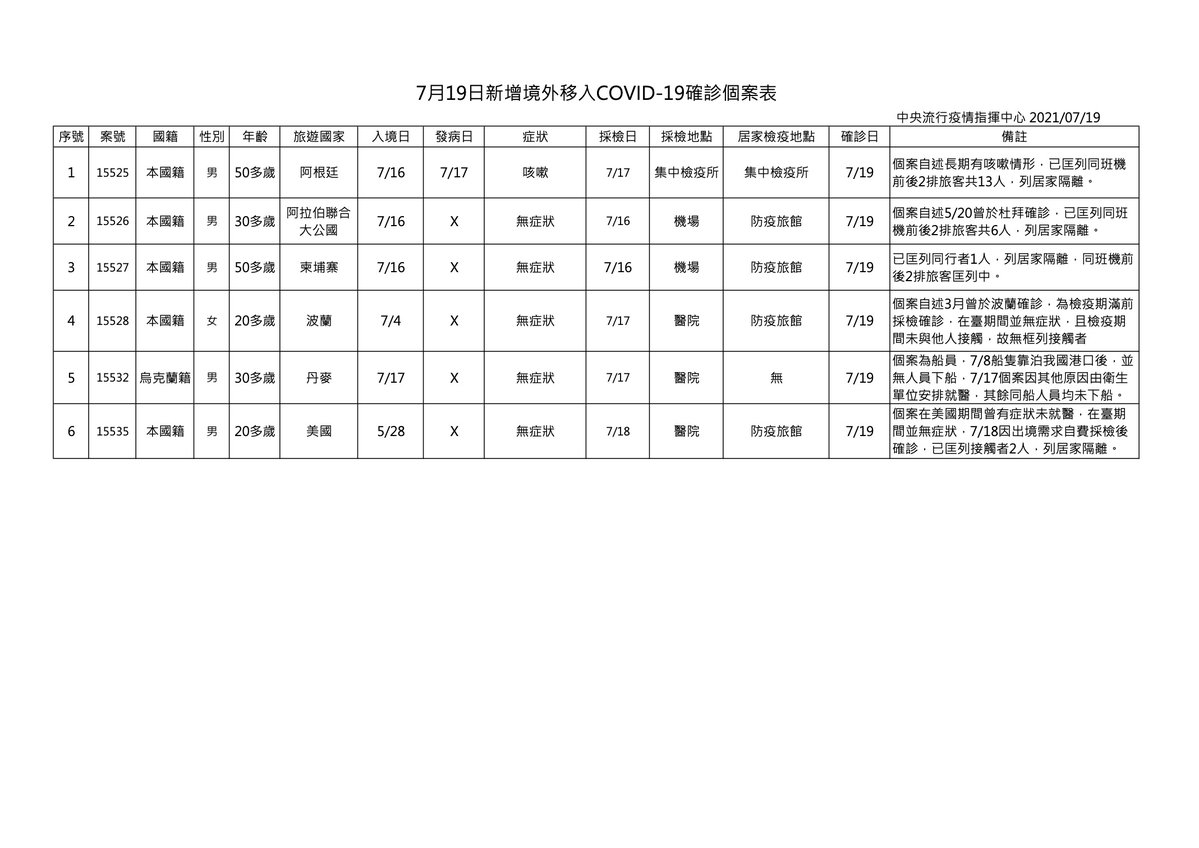 7月19日新增境外移入COVID-19確診個案表
中央流行疫情指揮中心 2021/07/19
序號 案號 國籍 性別 年齡 旅遊國家 入境日 發病日 症狀 採檢日 採檢地點 居家檢疫地點 確診日 備註
1 15525 本國籍 男 50多歲 阿根廷 7/16 7/17 咳嗽 7/17 集中檢疫所 集中檢疫所 7/19 個案自述長期有咳嗽情形，已匡列同班機
前後2排旅客共13人，列居家隔離。
2 15526 本國籍 男 30多歲 阿拉伯聯合
大公國 7/16 X 無症狀 7/16 機場 防疫旅館 7/19 個案自述5/20曾於杜拜確診，已匡列同班
機前後2排旅客共6人，列居家隔離。
3 15527 本國籍 男 50多歲 柬埔寨 7/16 X 無症狀 7/16 機場 防疫旅館 7/19 已匡列同行者1人，列居家隔離，同班機前
後2排旅客匡列中。
4 15528 本國籍 女 20多歲 波蘭 7/4 X 無症狀 7/17 醫院 防疫旅館 7/19 個案自述3月曾於波蘭確診，為檢疫期滿前
採檢確診，在臺期間並無症狀，且檢疫期
間未與他人接觸，故無框列接觸者
5 15532 烏克蘭籍 男 30多歲 丹麥 7/17 X 無症狀 7/17 醫院 無 7/19 個案為船員，7/8船隻靠泊我國港口後，並
無人員下船，7/17個案因其他原因由衛生
單位安排就醫，其餘同船人員均未下船。
6 15535 本國籍 男 20多歲 美國 5/28 X 無症狀 7/18 醫院 防疫旅館 7/19 個案在美國期間曾有症狀未就醫，在臺期
間並無症狀，7/18因出境需求自費採檢後
確診，已匡列接觸者2人，列居家隔離。